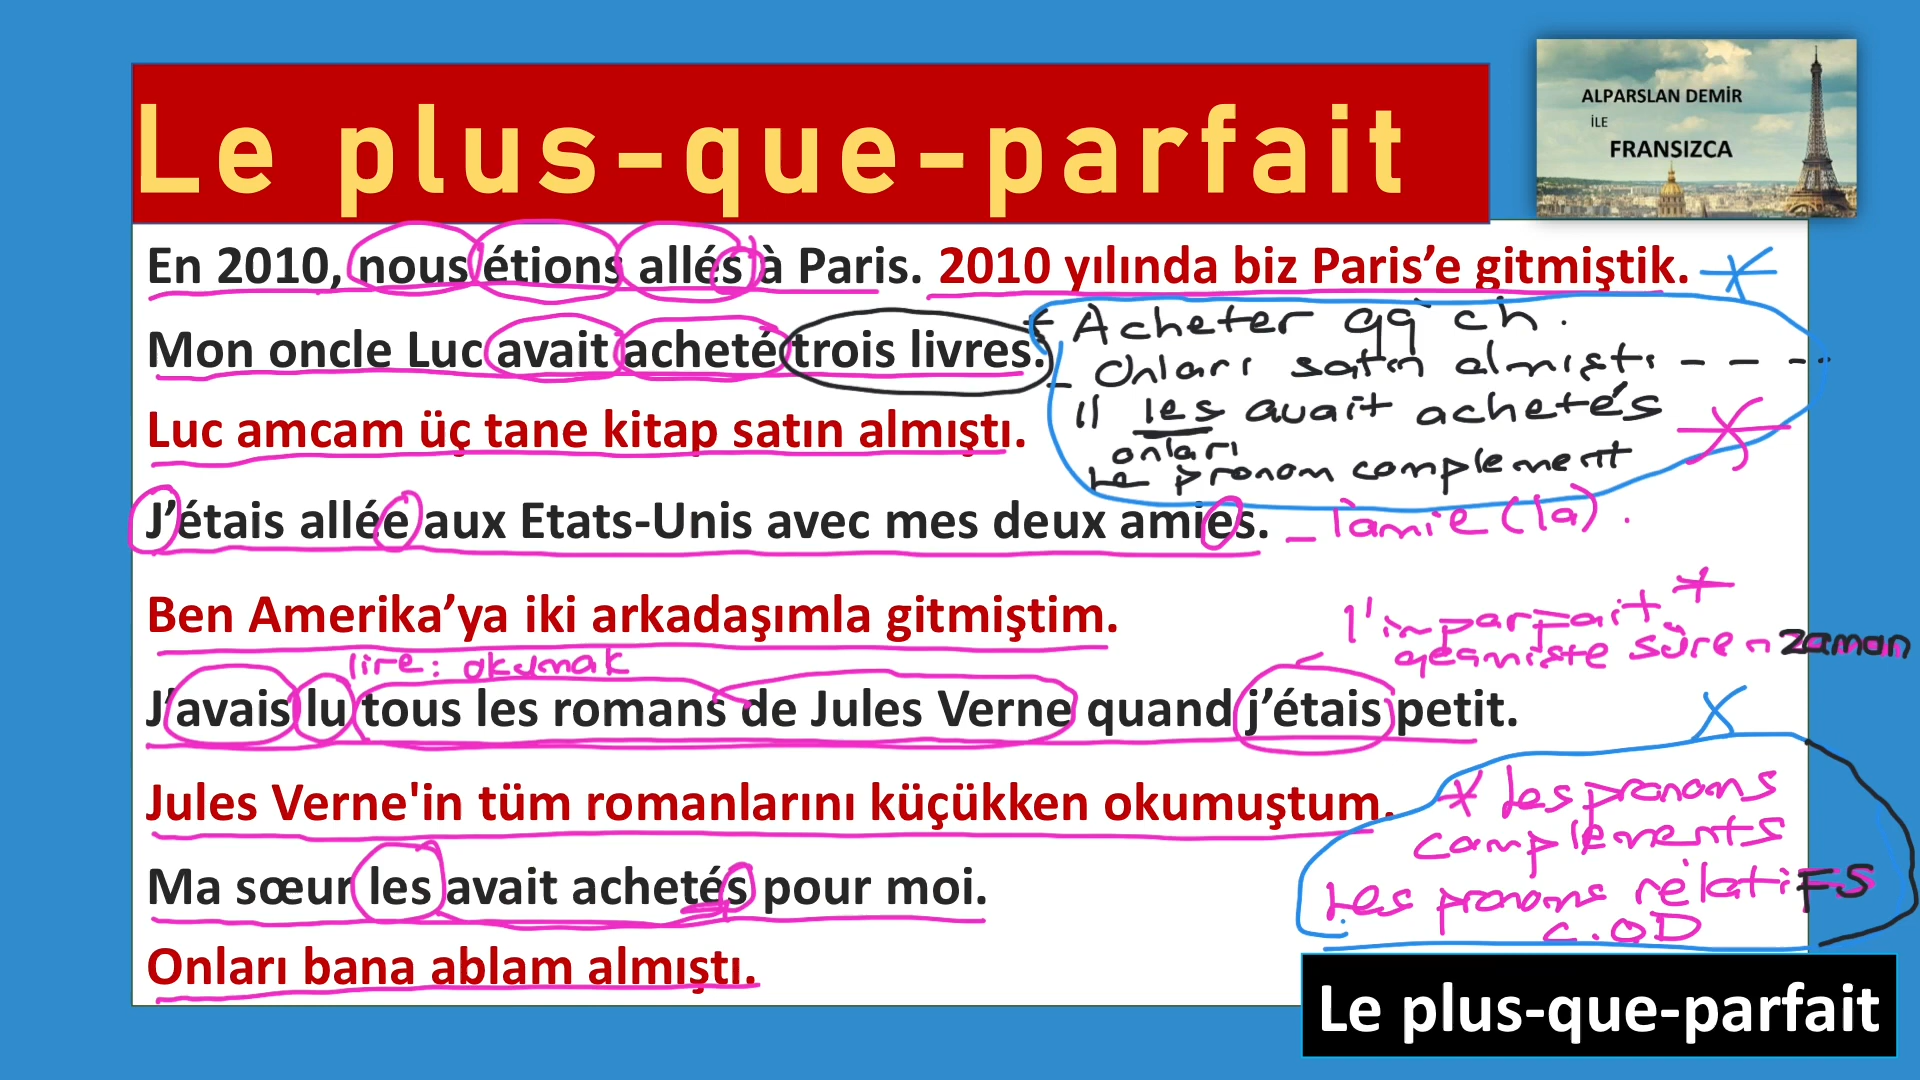 Le plus-que-parfait
ALPARSLAN DEMİR
İLE
FRANSIZCA
En 2010, nous étions allés à Paris. 2010 yılında biz Paris’e gitmiştik.
Mon oncle Luc avait acheté trois livres.
Acheter qq ch.
Onları satın almıştı - - - -
Il les avait achetés
onları
Le pronom complement
Luc amcam üç tane kitap satın almıştı.
J’étais allée aux Etats-Unis avec mes deux amies.
l'amie (la).
Ben Amerika’ya iki arkadaşımla gitmiştim.
l'imparpait
geçmişte süren zaman
lire: okumak
J’avais lu tous les romans de Jules Verne quand j’étais petit.
Jules Verne'in tüm romanlarını küçükken okumuştum.
* Les pronoms
complements
Les pronoms relatiFS
C.OD
Ma sœur les avait achetés pour moi.
Onları bana ablam almıştı.
Le plus-que-parfait